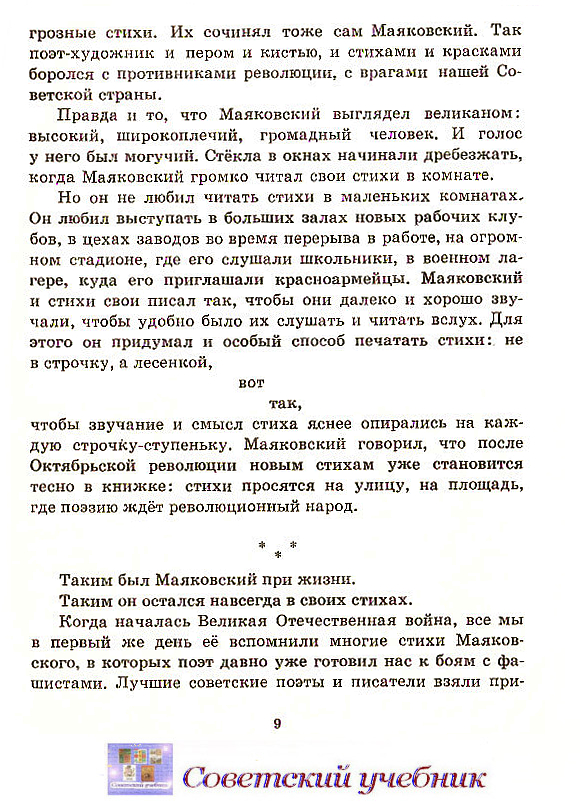 грозные стихи. Их сочинял тоже сам Маяковский. Так
поэт-художник и пером и кистью, и стихами и красками
боролся с противниками революции, с врагами нашей Со-
ветской страны.
Правда и то, что Маяковский выглядел великаном:
высокий, широкоплечий, громадный человек. И голос
у него был могучий. Стёкла в окнах начинали дребезжать,
когда Маяковский громко читал свои стихи в комнате.
Но он не любил читать стихи в маленьких комнатах.
Он любил выступать в больших залах новых рабочих клу-
бов, в цехах заводов во время перерыва в работе, на огром-
ном стадионе, где его слушали школьники, в военном ла-
гере, куда его приглашали красноармейцы. Маяковский
и стихи свои писал так, чтобы они далеко и хорошо зву-
чали, чтобы удобно было их слушать и читать вслух. Для
этого он придумал и особый способ печатать стихи: не
в строчку, а лесенкой,
вот
так,
чтобы звучание и смысл стиха яснее опирались на каж-
дую строчку-ступеньку. Маяковский говорил, что после
Октябрьской революции новым стихам уже становится
тесно в книжке: стихи просятся на улицу, на площадь,
где поэзию ждёт революционный народ.
* * *
Таким был Маяковский при жизни.
Таким он остался навсегда в своих стихах.
Когда началась Великая Отечественная война, все мы
в первый же день её вспомнили многие стихи Маяков-
ского, в которых поэт давно уже готовил нас к боям с фа-
шистами. Лучшие советские поэты и писатели взяли при-
9
Советский учебник
Советский учебник